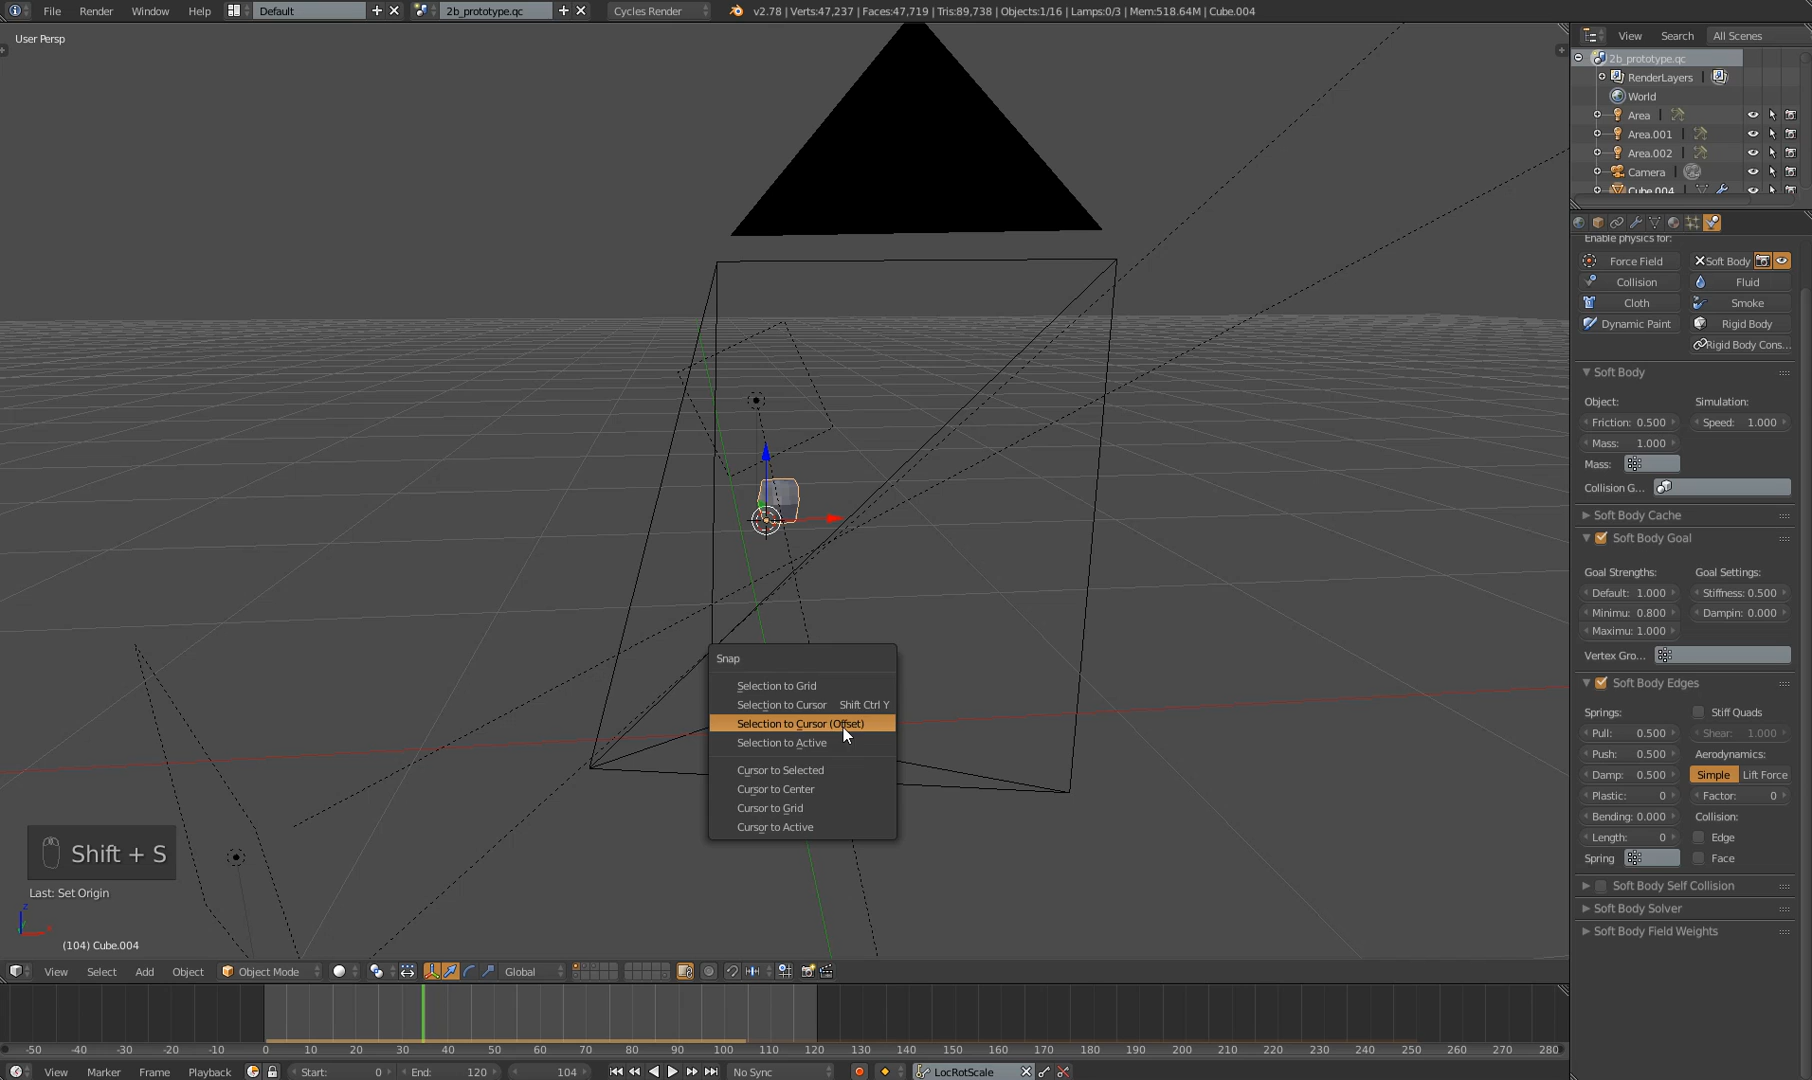 File Render Window Help Default 2b_prototype.qc Cycles Render v2.78 | Verts:47,237 | Faces:47,719 | Tris:89,738 | Objects:1/16 | Lamps:0/3 | Mem:518.64M | Cube.004
User Persp
View Search All Scenes
2b_prototype.qc
RenderLayers
World
Area
Area.001
Area.002
Camera
Cube.004
Enable physics for:
Force Field Soft Body
Collision Fluid
Cloth Smoke
Dynamic Paint Rigid Body
Rigid Body Cons...
Soft Body
Object: Simulation:
Friction: 0.500 Speed: 1.000
Mass: 1.000
Mass:
Collision G...
Soft Body Cache
Soft Body Goal
Goal Strengths: Goal Settings:
Default: 1.000 Stiffness: 0.500
Minimu: 0.800 Dampin: 0.000
Maximu: 1.000
Vertex Gro...
Soft Body Edges
Springs: Stiff Quads
Pull: 0.500 Shear: 1.000
Push: 0.500 Aerodynamics:
Damp: 0.500 Simple Lift Force
Plastic: 0 Factor: 0
Bending: 0.000 Collision:
Length: 0 Edge
Spring Face
Soft Body Self Collision
Soft Body Solver
Soft Body Field Weights
Snap
Selection to Grid
Selection to Cursor Shift Ctrl Y
Selection to Cursor (Offset)
Selection to Active
Cursor to Selected
Cursor to Center
Cursor to Grid
Cursor to Active
Shift + S
Last: Set Origin
z
x
(104) Cube.004
View Select Add Object Object Mode Global
-50 -40 -30 -20 -10 0 10 20 30 40 50 60 70 80 90 100 110 120 130 140 150 160 170 180 190 200 210 220 230 240 250 260 270 280
View Marker Frame Playback Start: 0 End: 120 104 No Sync LocRotScale